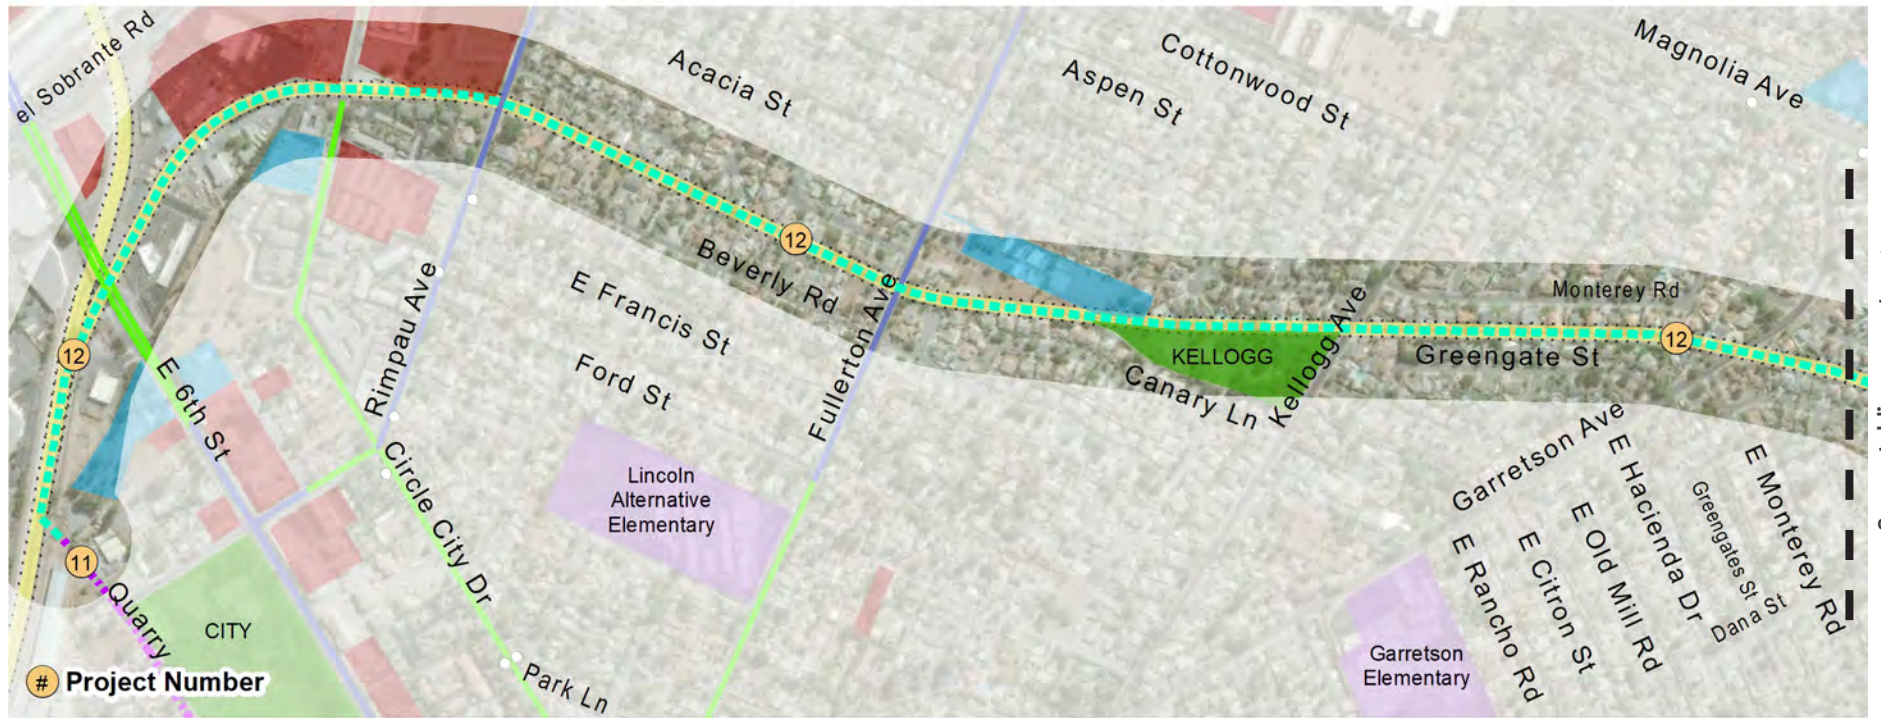 el Sobrante Rd
Acacia St
Aspen St
Cottonwood St
Magnolia Ave
12
Beverly Rd
Monterey Rd
12
12
E Francis St
Rimpau Ave
Fullerton Ave
KELLOGG
Kellogg Ave
Greengate St
E 6th St
Ford St
Canary Ln
Garretson Ave
Circle City Dr
Lincoln
Alternative
Elementary
E Hacienda Dr
E Monterey Rd
Greengates St
E Old Mill Rd
E Citron St
E Rancho Rd
Dana St
11
Quarry
CITY
Garretson
Elementary
Park Ln
# Project Number